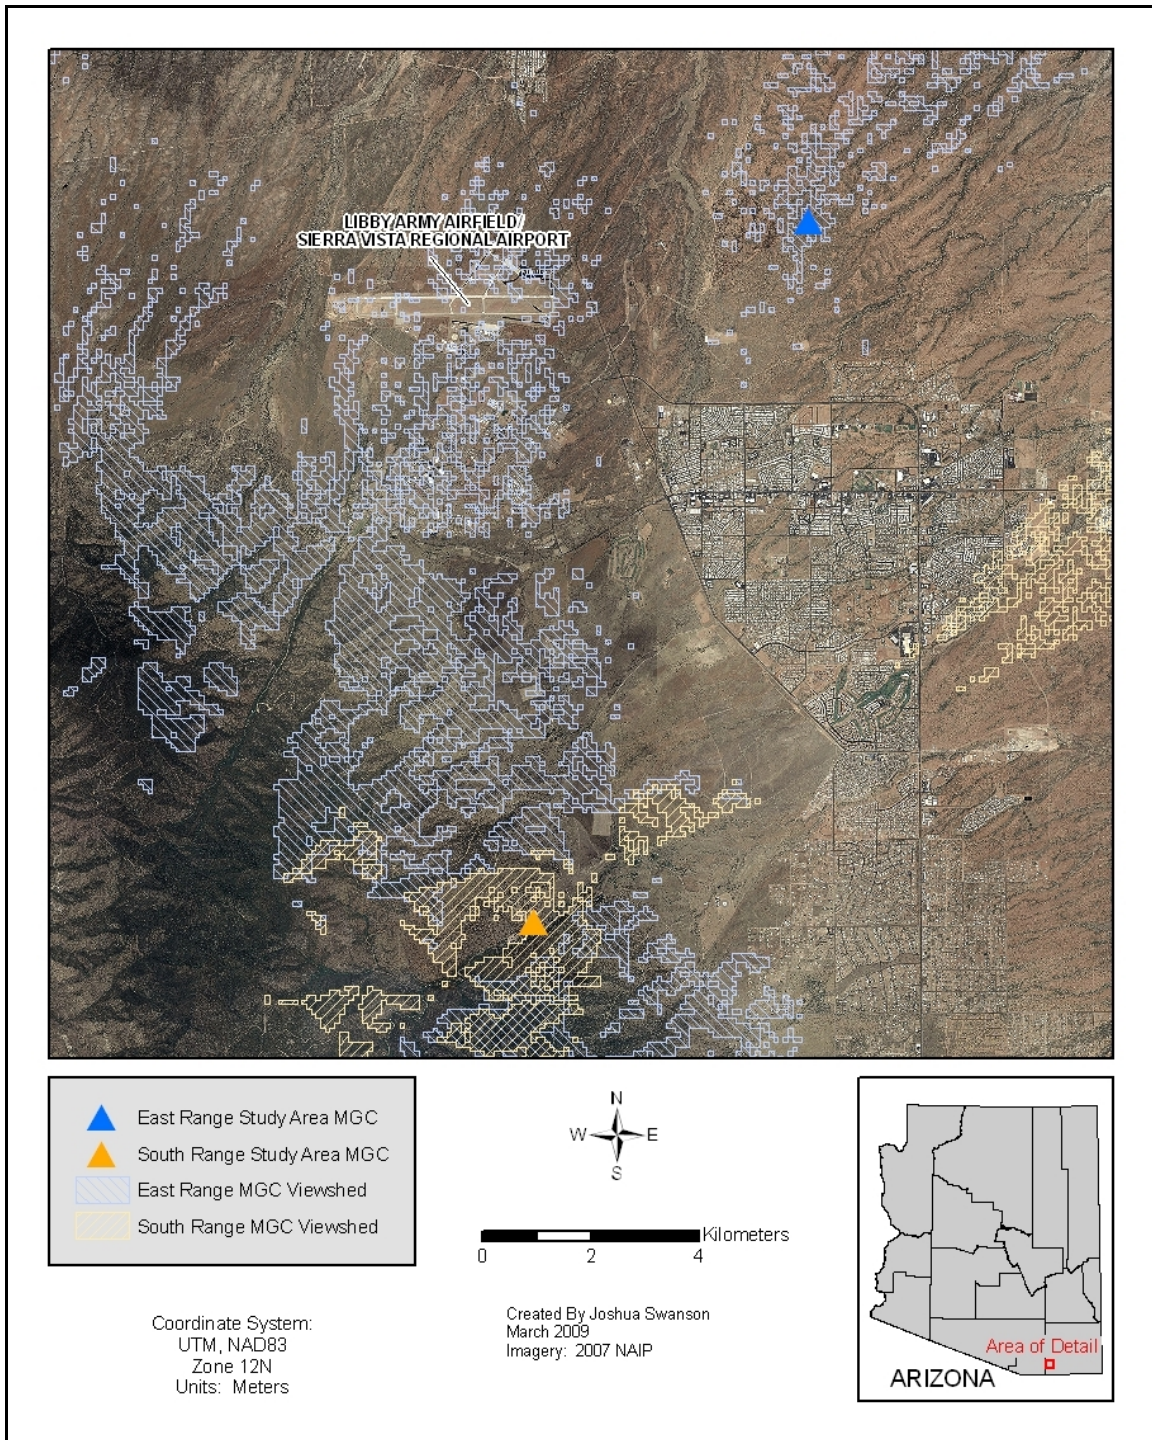 LIBBY ARMY AIRFIELD/
SIERRA VISTA REGIONAL AIRPORT
East Range Study Area MGC
South Range Study Area MGC
East Range MGC Viewshed
South Range MGC Viewshed
N
W E
S
Kilometers
0 2 4
Coordinate System:
UTM, NAD83
Zone 12N
Units: Meters
Created By Joshua Swanson
March 2009
Imagery: 2007 NAIP
Area of Detail
ARIZONA